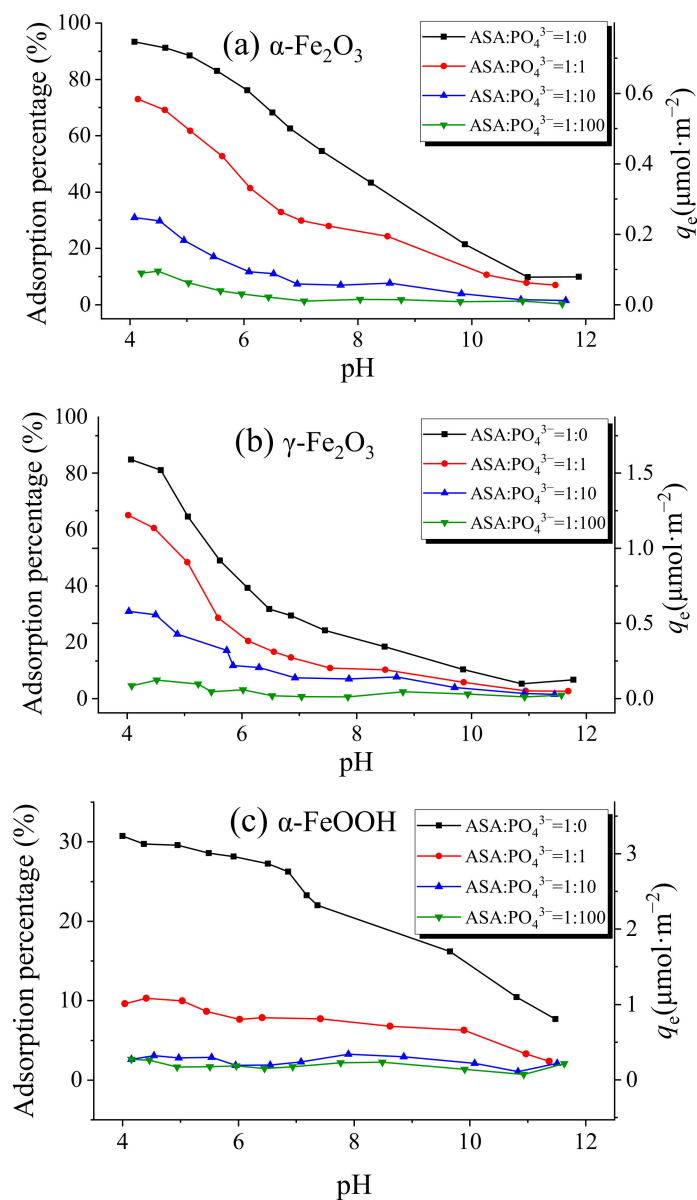 (a) α-Fe₂O₃
ASA:PO₄³⁻=1:0
ASA:PO₄³⁻=1:1
ASA:PO₄³⁻=1:10
ASA:PO₄³⁻=1:100
Adsorption percentage (%)
100
80
60
40
20
0
qₑ(μmol·m⁻²)
0.6
0.4
0.2
0.0
4 6 8 10 12
pH
(b) γ-Fe₂O₃
ASA:PO₄³⁻=1:0
ASA:PO₄³⁻=1:1
ASA:PO₄³⁻=1:10
ASA:PO₄³⁻=1:100
Adsorption percentage (%)
100
80
60
40
20
0
qₑ(μmol·m⁻²)
1.5
1.0
0.5
0.0
4 6 8 10 12
pH
(c) α-FeOOH
ASA:PO₄³⁻=1:0
ASA:PO₄³⁻=1:1
ASA:PO₄³⁻=1:10
ASA:PO₄³⁻=1:100
Adsorption percentage (%)
30
20
10
0
qₑ(μmol·m⁻²)
3
2
1
0
4 6 8 10 12
pH